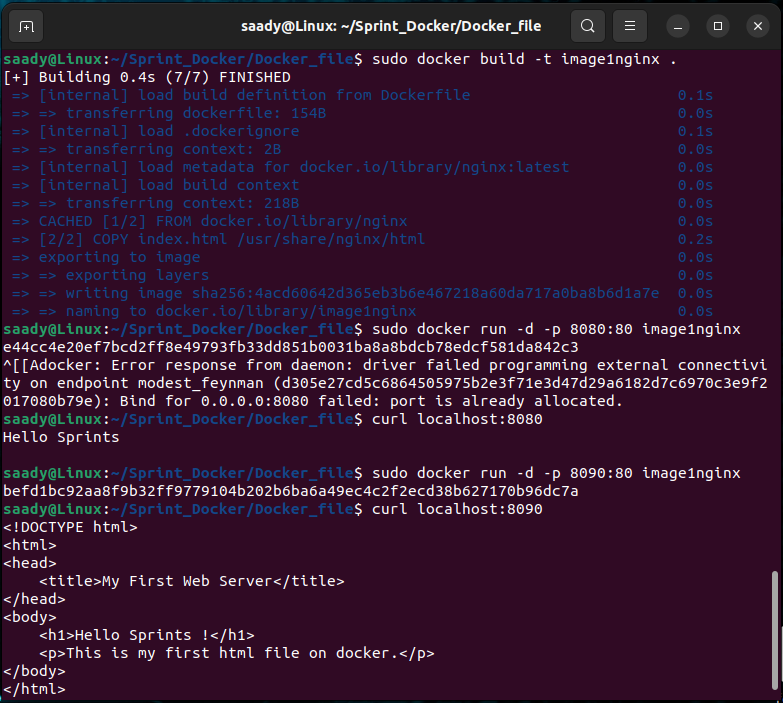 saady@Linux: ~/Sprint_Docker/Docker_file
saady@Linux:~/Sprint_Docker/Docker_file$ sudo docker build -t image1nginx .
[+] Building 0.4s (7/7) FINISHED
=> [internal] load build definition from Dockerfile 0.1s
=> => transferring dockerfile: 154B 0.0s
=> [internal] load .dockerignore 0.1s
=> => transferring context: 2B 0.0s
=> [internal] load metadata for docker.io/library/nginx:latest 0.0s
=> [internal] load build context 0.0s
=> => transferring context: 218B 0.0s
=> CACHED [1/2] FROM docker.io/library/nginx 0.0s
=> [2/2] COPY index.html /usr/share/nginx/html 0.2s
=> exporting to image 0.0s
=> => exporting layers 0.0s
=> => writing image sha256:4acd60642d365eb3b6e467218a60da717a0ba8b6d1a7e 0.0s
=> => naming to docker.io/library/image1nginx 0.0s
saady@Linux:~/Sprint_Docker/Docker_file$ sudo docker run -d -p 8080:80 image1nginx
e44cc4e20ef7bcd2ff8e49793fb33dd851b0031ba8a8bdcb78edcf581da842c3
^[[Adocker: Error response from daemon: driver failed programming external connectivi
ty on endpoint modest_feynman (d305e27cd5c6864505975b2e3f71e3d47d29a6182d7c6970c3e9f2
017080b79e): Bind for 0.0.0.0:8080 failed: port is already allocated.
saady@Linux:~/Sprint_Docker/Docker_file$ curl localhost:8080
Hello Sprints
saady@Linux:~/Sprint_Docker/Docker_file$ sudo docker run -d -p 8090:80 image1nginx
befd1bc92aa8f9b32ff9779104b202b6ba6a49ec4c2f2ecd38b627170b96dc7a
saady@Linux:~/Sprint_Docker/Docker_file$ curl localhost:8090
<!DOCTYPE html>
<html>
<head>
    <title>My First Web Server</title>
</head>
<body>
    <h1>Hello Sprints !</h1>
    <p>This is my first html file on docker.</p>
</body>
</html>